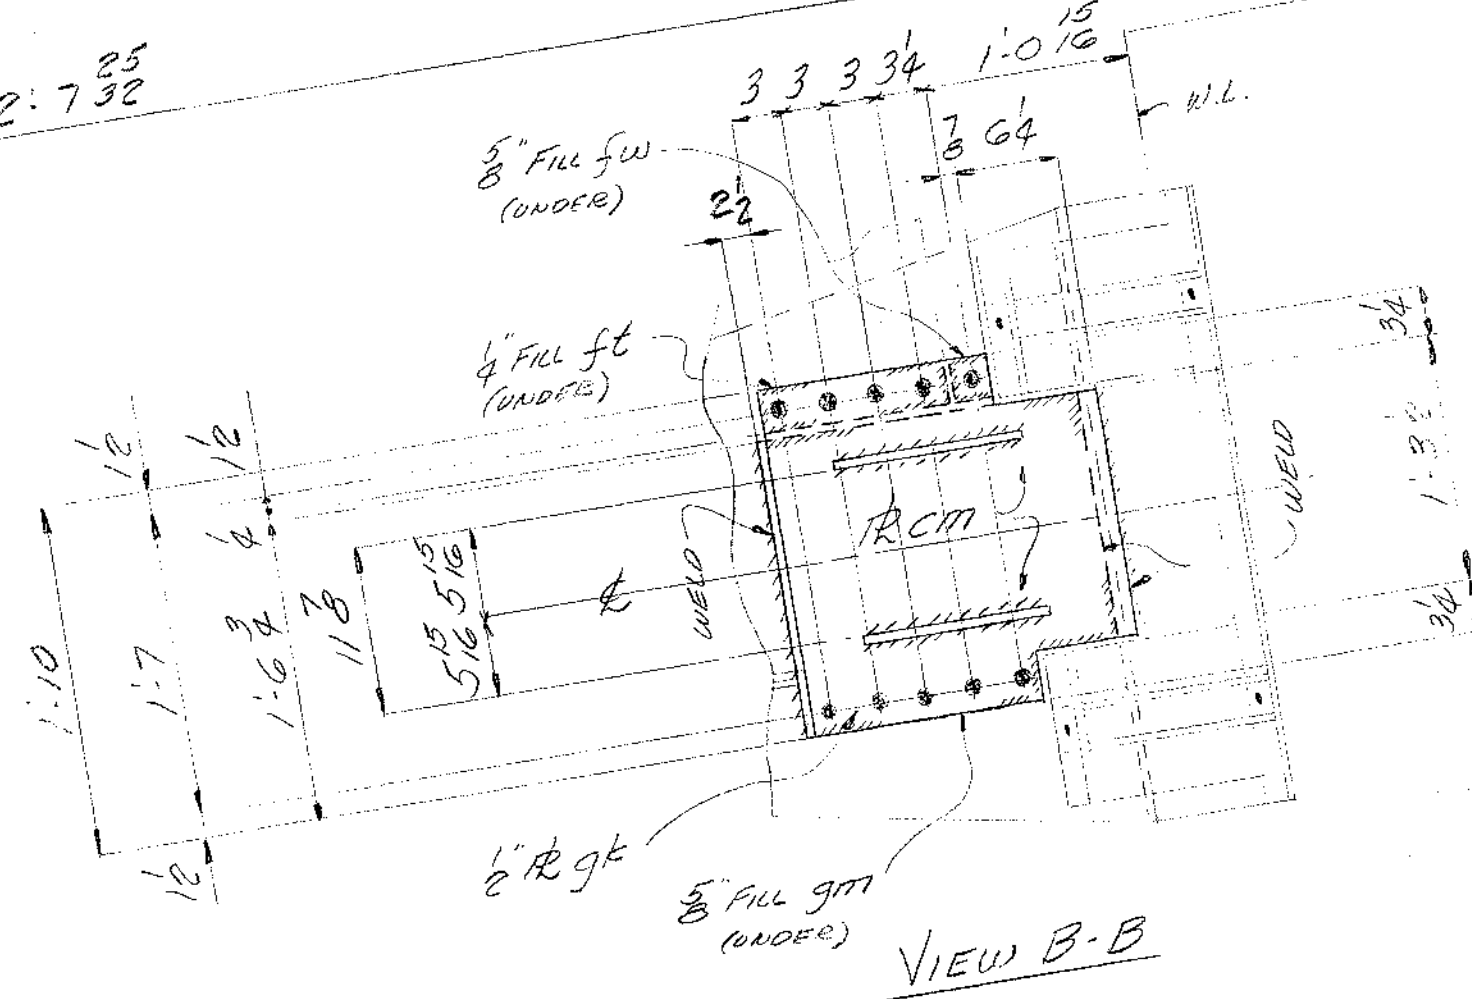 2'-7 25/32
3 3 3 3 1/4 1'-0 15/16
W.L.
7/8 6 1/4
5/8" FILL fw
(UNDER)
2 1/2
1/4" FILL ft
(UNDER)
1 1/2
1 1/2
1/4
3 1/4
1'-10
1'-7
1'-6 3/4
11 7/8
5 15/16
5 15/16
℄
WELD
PL cm
WELD
3 1/4
1 1/2
1/2" PL gk
5/8" FILL gm
(UNDER)
VIEW B-B